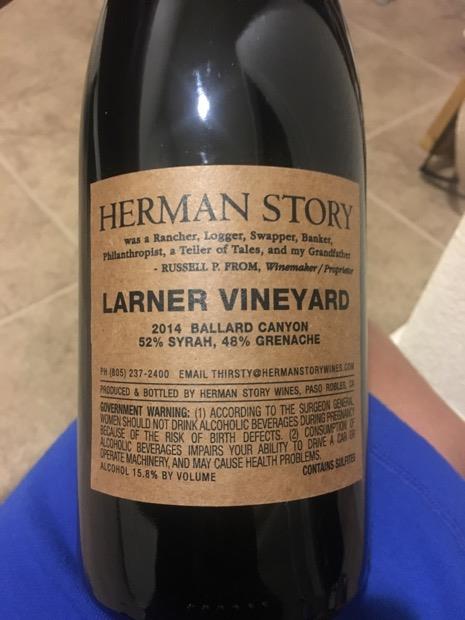 HERMAN STORY
was a Rancher, Logger, Swapper, Banker,
Philanthropist, a Teller of Tales, and my Grandfather
- RUSSELL P. FROM, Winemaker / Proprietor
LARNER VINEYARD
2014 BALLARD CANYON
52% SYRAH, 48% GRENACHE
PH (805) 237-2400 EMAIL THIRSTY@HERMANSTORYWINES.COM
PRODUCED & BOTTLED BY HERMAN STORY WINES, PASO ROBLES, CA
GOVERNMENT WARNING: (1) ACCORDING TO THE SURGEON GENERAL,
WOMEN SHOULD NOT DRINK ALCOHOLIC BEVERAGES DURING PREGNANCY
BECAUSE OF THE RISK OF BIRTH DEFECTS. (2) CONSUMPTION OF
ALCOHOLIC BEVERAGES IMPAIRS YOUR ABILITY TO DRIVE A CAR OR
OPERATE MACHINERY, AND MAY CAUSE HEALTH PROBLEMS.
ALCOHOL 15.8% BY VOLUME CONTAINS SULFITES